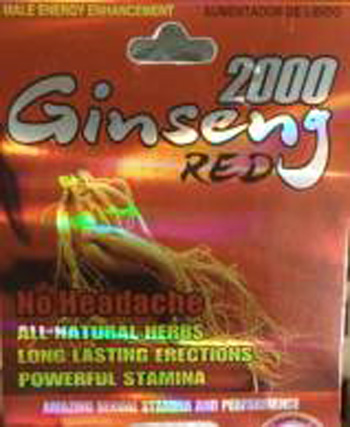 MALE ENERGY ENHANCEMENT
AUMENTADOR DE LIBIDO
2000
Ginseng
RED
No Headache
ALL-NATURAL HERBS
LONG LASTING ERECTIONS
POWERFUL STAMINA
AMAZING SEXUAL STAMINA AND PERFORMANCE